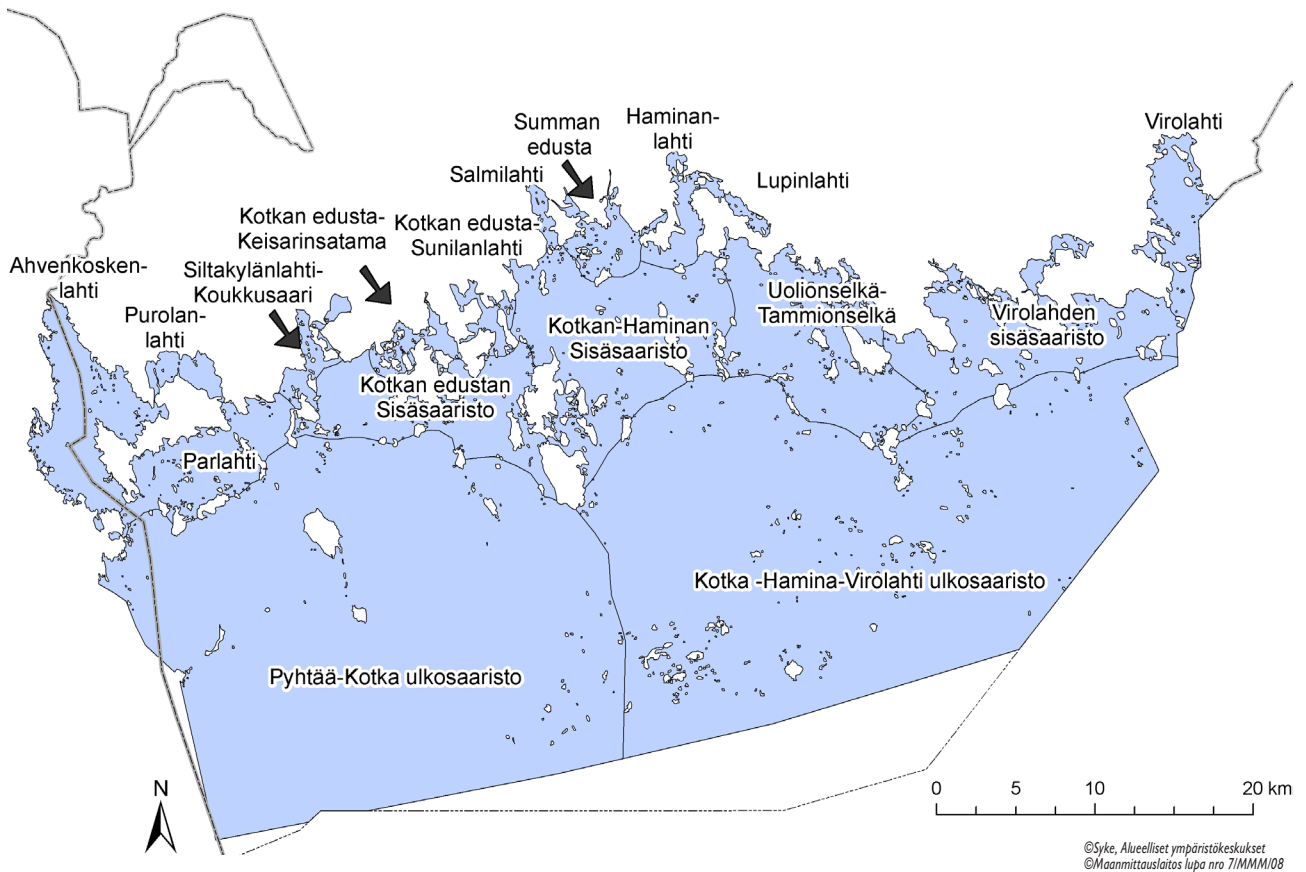 Summan
edusta
Haminan-
lahti
Virolahti
Salmilahti
Lupinlahti
Kotkan edusta-
Keisarinsatama
Kotkan edusta-
Sunilanlahti
Ahvenkosken-
lahti
Siltakylänlahti-
Koukkusaari
Purolan-
lahti
Uolionselkä-
Tammionselkä
Kotkan-Haminan
Sisäsaaristo
Virolahden
sisäsaaristo
Kotkan edustan
Sisäsaaristo
Parlahti
Kotka -Hamina-Virolahti ulkosaaristo
Pyhtää-Kotka ulkosaaristo
N
0 5 10 20 km
©Syke, Alueelliset ympäristökeskukset
©Maanmittauslaitos lupa nro 7/MMM/08